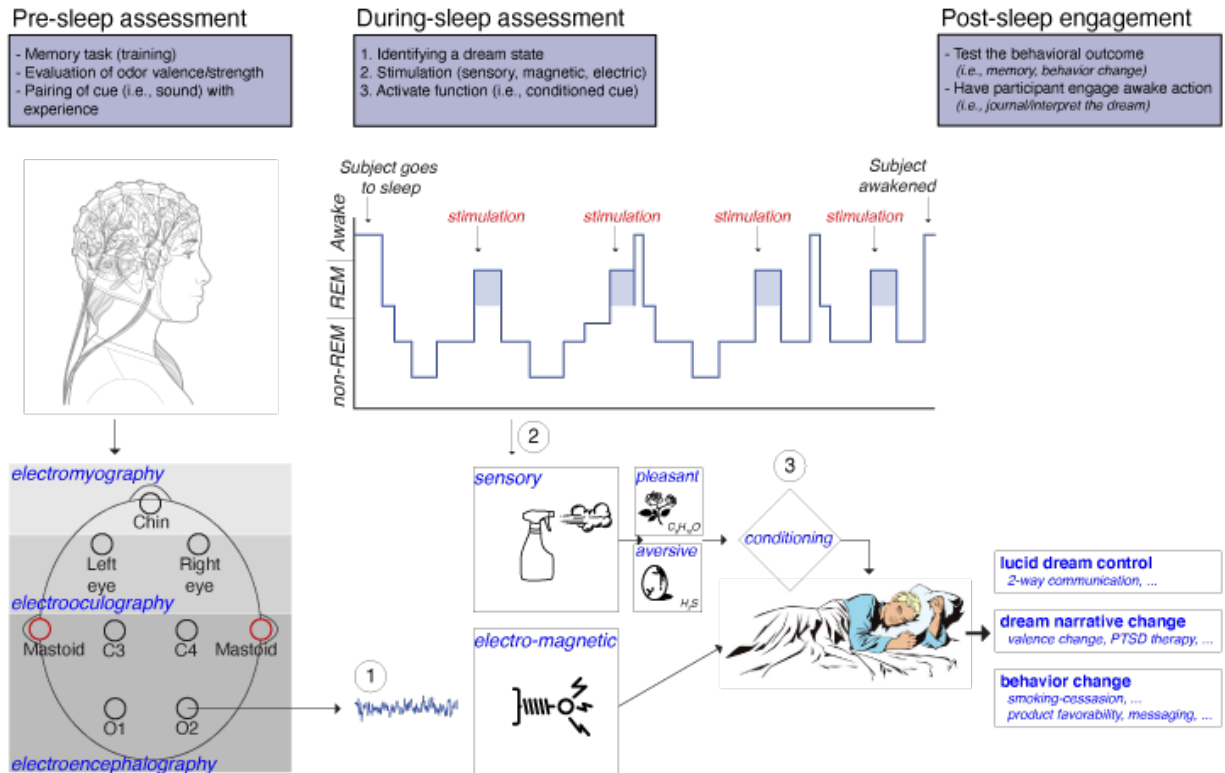 Pre-sleep assessment
- Memory task (training)
- Evaluation of odor valence/strength
- Pairing of cue (i.e., sound) with
experience
During-sleep assessment
1. Identifying a dream state
2. Stimulation (sensory, magnetic, electric)
3. Activate function (i.e., conditioned cue)
Post-sleep engagement
- Test the behavioral outcome
(i.e., memory, behavior change)
- Have participant engage awake action
(i.e., journal/interpret the dream)
Subject goes
to sleep
Subject
awakened
stimulation
stimulation
stimulation
stimulation
Awake
REM
non-REM
electromyography
Chin
Left
eye
Right
eye
electrooculography
Mastoid
C3
C4
Mastoid
O1
O2
electroencephalography
1
2
sensory
pleasant
aversive
H₂S
electro-magnetic
3
conditioning
lucid dream control
2-way communication, ...
dream narrative change
valence change, PTSD therapy, ...
behavior change
smoking-cessasion, ...
product favorability, messaging, ...